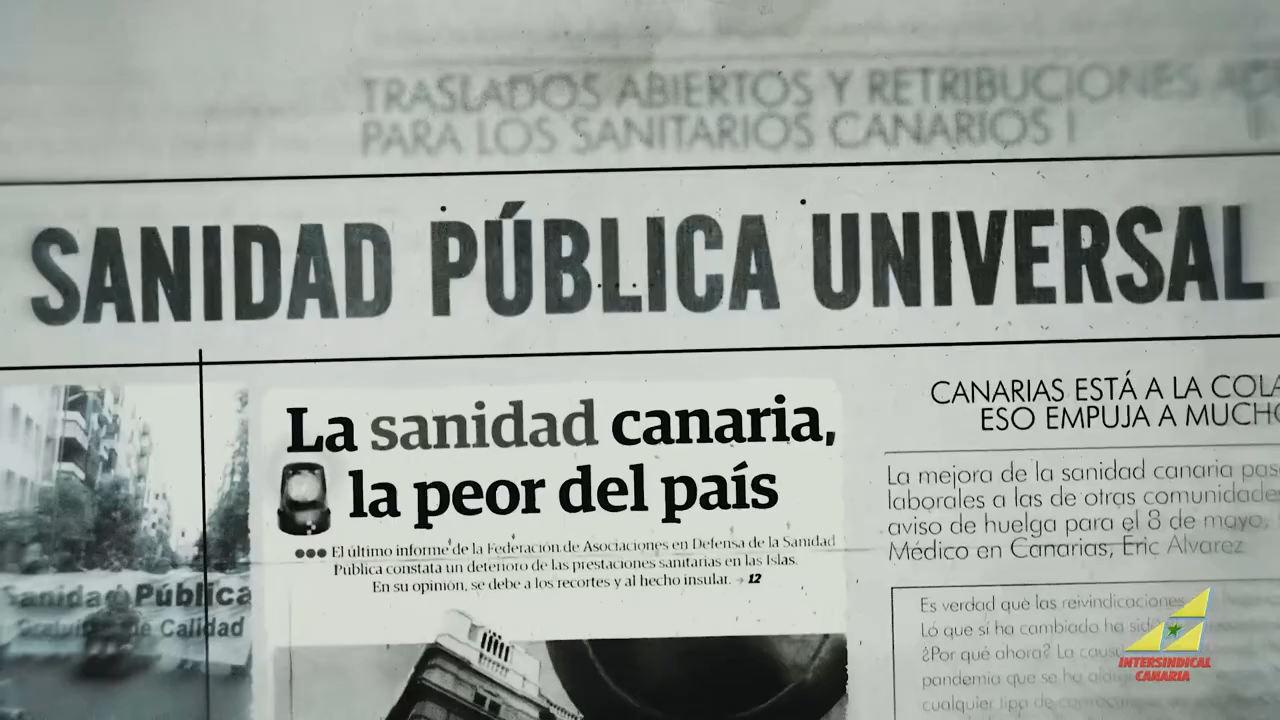 TRASLADOS ABIERTOS Y RETRIBUCIONES
PARA LOS SANITARIOS CANARIOS
SANIDAD PÚBLICA UNIVERSAL
La sanidad canaria,
la peor del país
●●● El último informe de la Federación de Asociaciones en Defensa de la Sanidad
Pública constata un deterioro de las prestaciones sanitarias en las Islas.
En su opinión, se debe a los recortes y al hecho insular. 12
Sanidad Pública
de Calidad
CANARIAS ESTÁ A LA COLA
ESO EMPUJA A MUCHO
La mejora de la sanidad canaria pas
laborales a las de otras comunidade
aviso de huelga para el 8 de mayo,
Médico en Canarias, Eric Álvarez
Es verdad que las reivindicaciones
Lo que sí ha cambiado ha sid
¿Por qué ahora? La caus
pandemia que se ha
cualquier tipo de
INTERSINDICAL
CANARIA